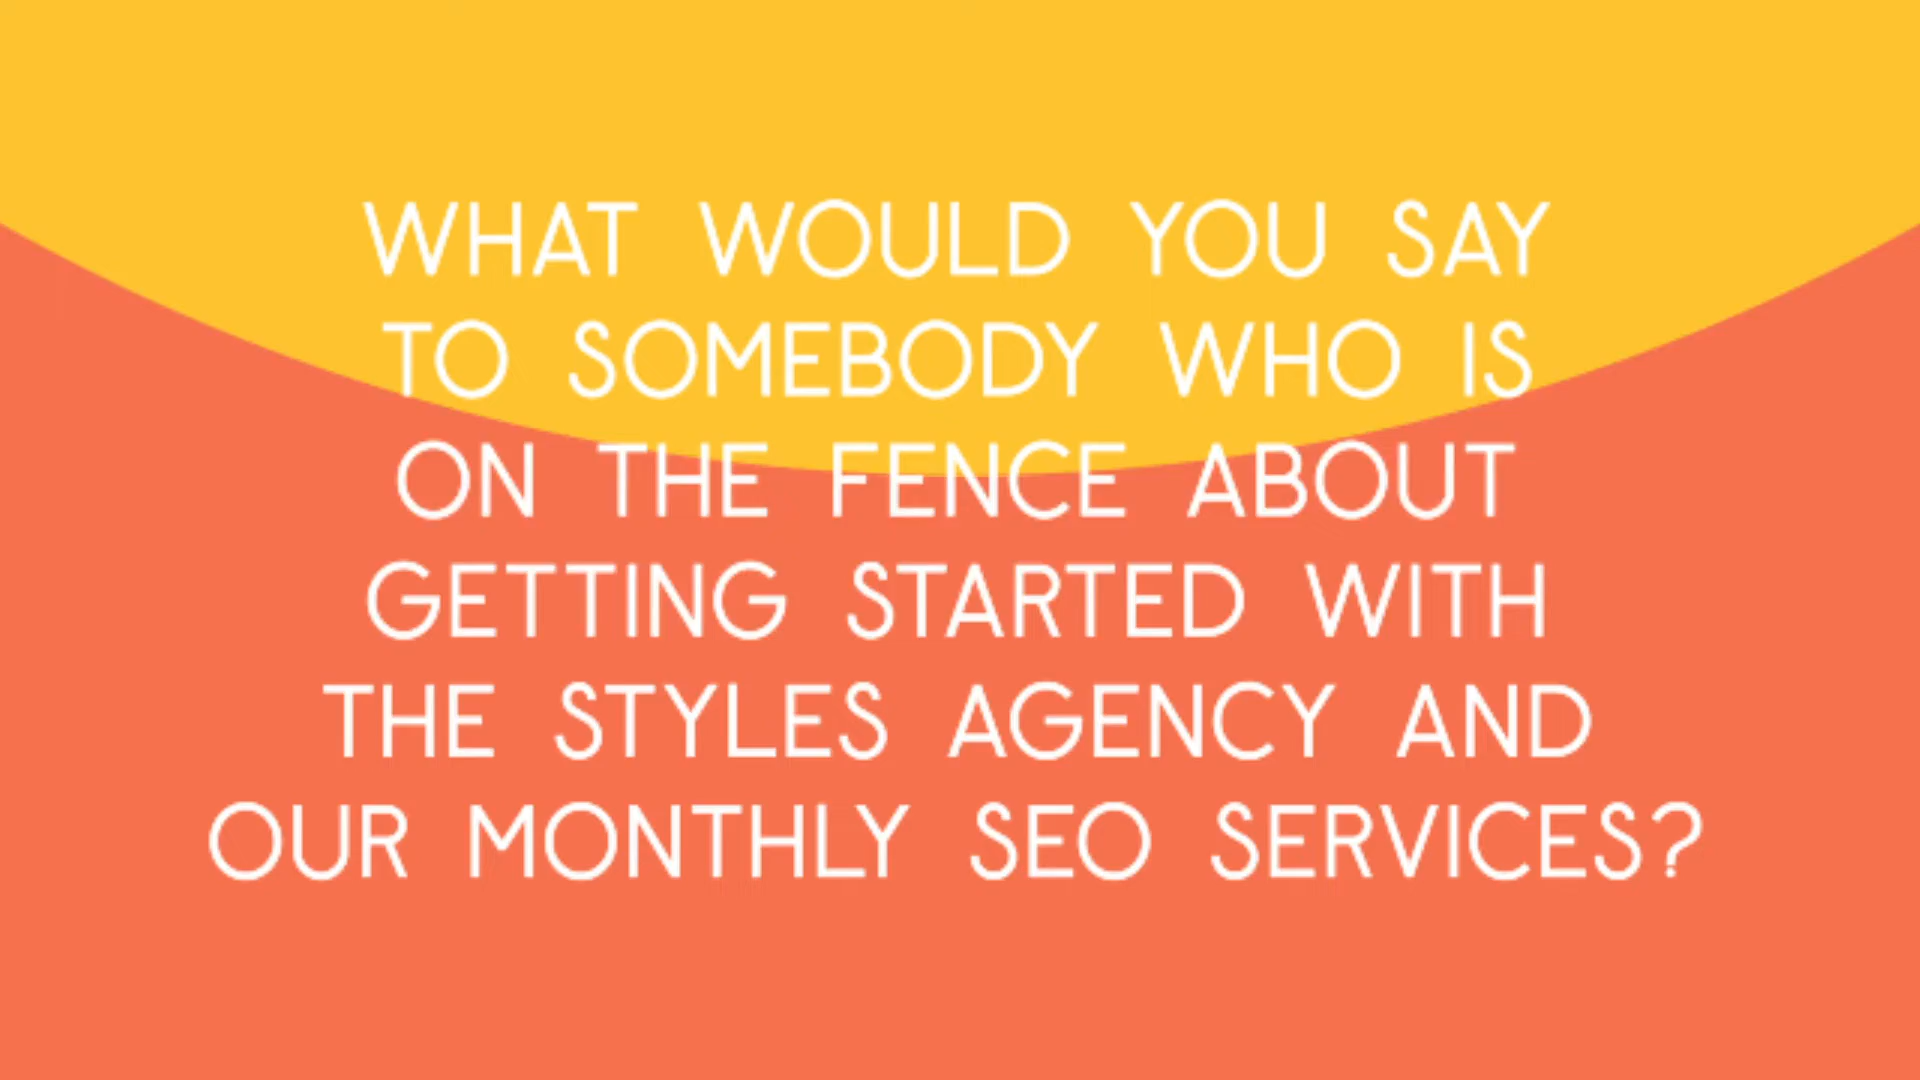 WHAT WOULD YOU SAY
TO SOMEBODY WHO IS
ON THE FENCE ABOUT
GETTING STARTED WITH
THE STYLES AGENCY AND
OUR MONTHLY SEO SERVICES?